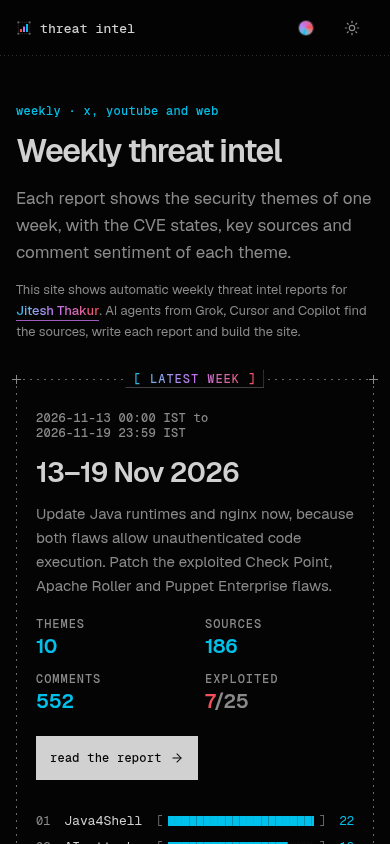 threat intel
weekly · x, youtube and web
Weekly threat intel
Each report shows the security themes of one
week, with the CVE states, key sources and
comment sentiment of each theme.
This site shows automatic weekly threat intel reports for
Jitesh Thakur. AI agents from Grok, Cursor and Copilot find
the sources, write each report and build the site.
[ LATEST WEEK ]
2026-11-13 00:00 IST to
2026-11-19 23:59 IST
13–19 Nov 2026
Update Java runtimes and nginx now, because
both flaws allow unauthenticated code
execution. Patch the exploited Check Point,
Apache Roller and Puppet Enterprise flaws.
THEMES SOURCES
10 186
COMMENTS EXPLOITED
552 7/25
read the report →
01 Java4Shell [ ] 22